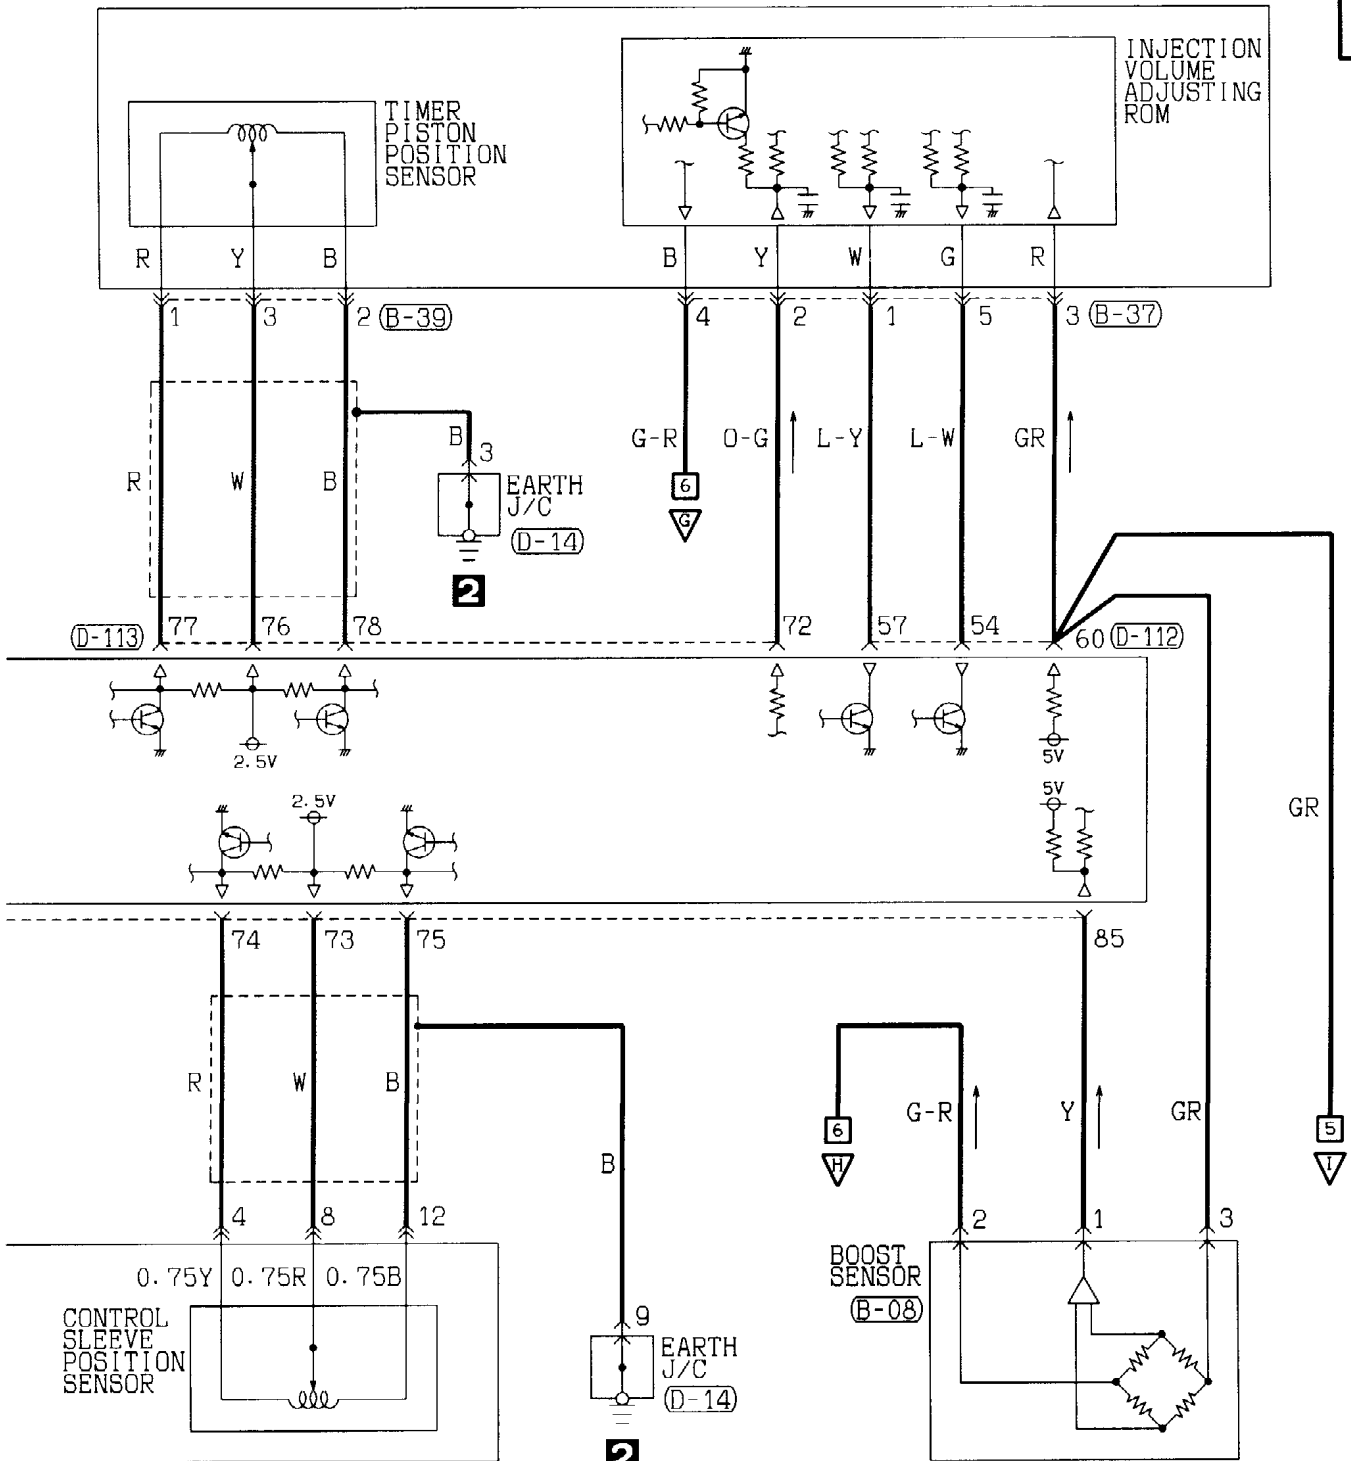 INJECTION
VOLUME
ADJUSTING
ROM
TIMER
PISTON
POSITION
SENSOR
R Y B
B Y W G R
1 3 2 (B-39)
4 2 1 5 3 (B-37)
R W B
B 3
EARTH
J/C
(D-14)
2
G-R O-G L-Y L-W GR
6
G
(D-113) 77 76 78
72 57 54 60 (D-112)
2.5V
5V
2.5V
5V
GR
74 73 75
85
R W B
B
G-R Y GR
6
H
5
I
4 8 12
2 1 3
0.75Y 0.75R 0.75B
CONTROL
SLEEVE
POSITION
SENSOR
9
EARTH
J/C
(D-14)
2
BOOST
SENSOR
(B-08)